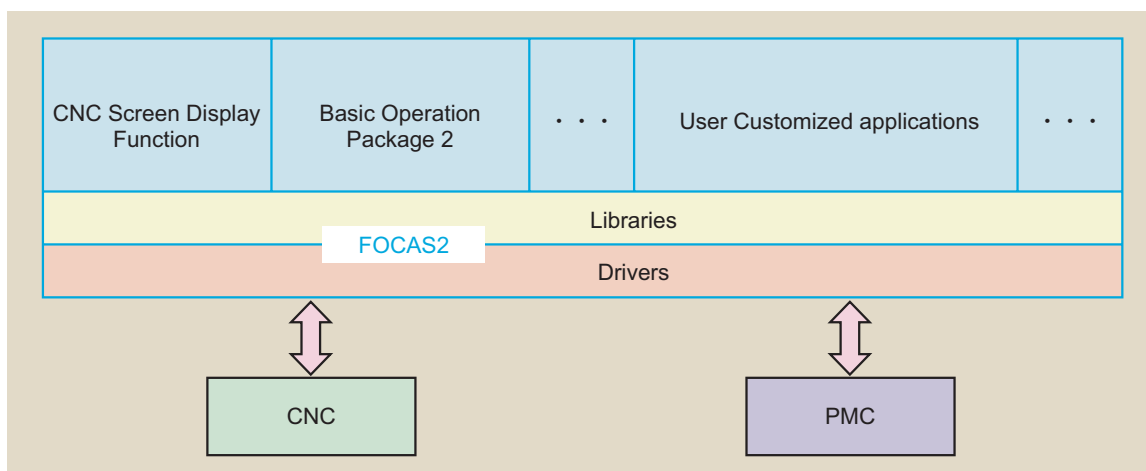 CNC Screen Display
Function
Basic Operation
Package 2
・・・
User Customized applications
・・・
Libraries
FOCAS2
Drivers
CNC
PMC